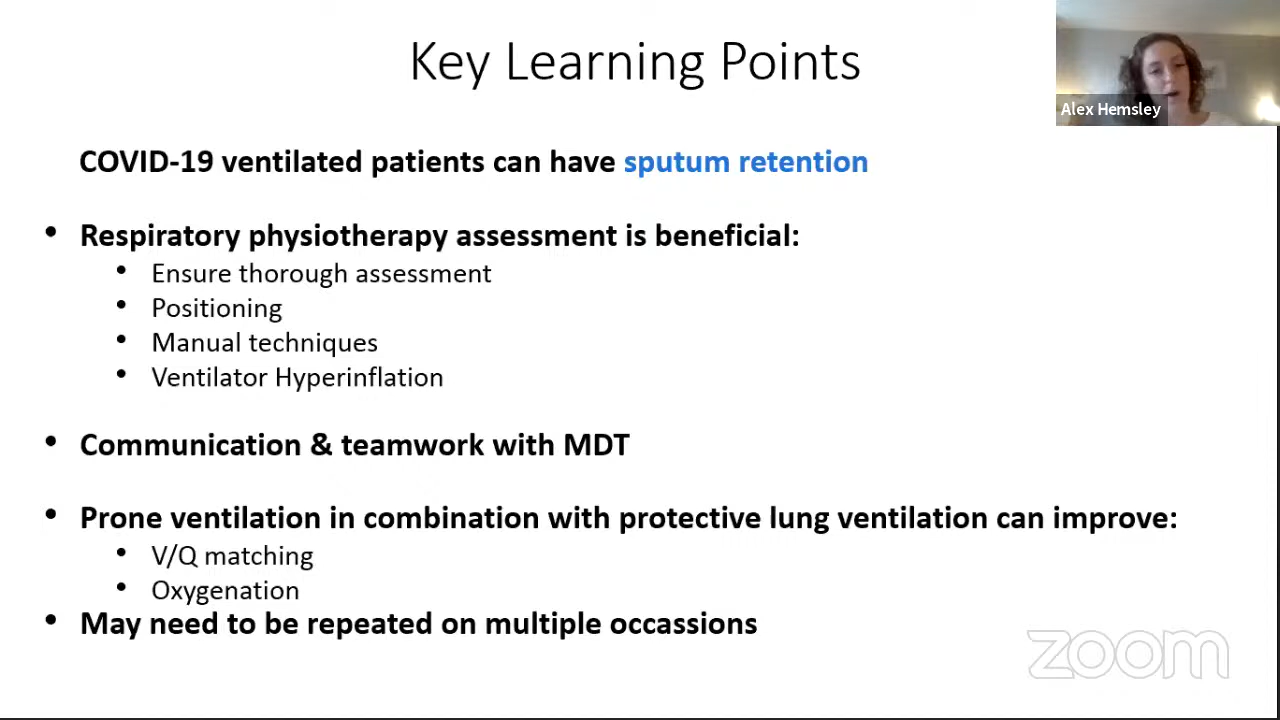 Key Learning Points
Alex Hemsley
COVID-19 ventilated patients can have sputum retention
• Respiratory physiotherapy assessment is beneficial:
• Ensure thorough assessment
• Positioning
• Manual techniques
• Ventilator Hyperinflation
• Communication & teamwork with MDT
• Prone ventilation in combination with protective lung ventilation can improve:
• V/Q matching
• Oxygenation
• May need to be repeated on multiple occassions
zoom